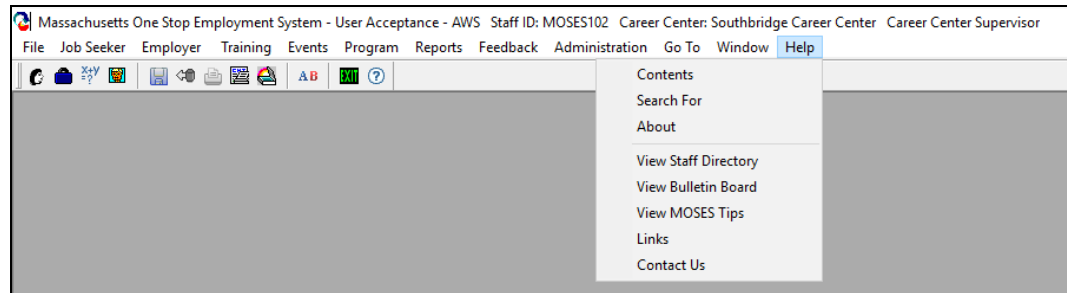 Massachusetts One Stop Employment System - User Acceptance - AWS Staff ID: MOSES102 Career Center: Southbridge Career Center Career Center Supervisor
File Job Seeker Employer Training Events Program Reports Feedback Administration Go To Window Help
X+Y =? AB EXIT ?
Contents
Search For
About
View Staff Directory
View Bulletin Board
View MOSES Tips
Links
Contact Us